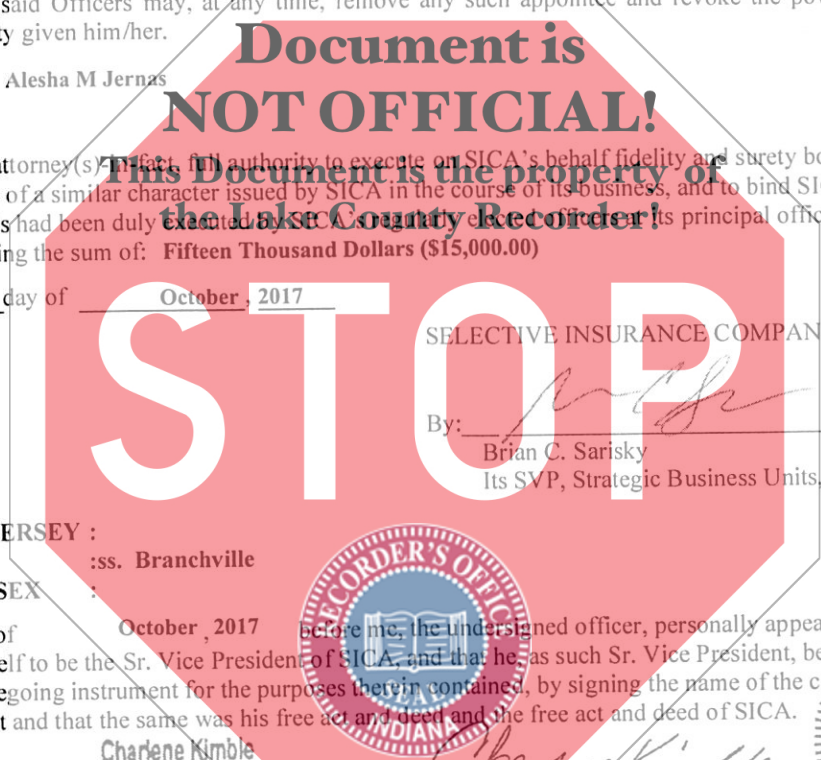 said Officers may, at any time, remove any such appointee and revoke the
y given him/her.
Document is
NOT OFFICIAL!
Alesha M Jernas
This Document is the property of
the Lake County Recorder!
ttorney(s)-in-fact, full authority to execute on SICA's behalf fidelity and surety
of a similar character issued by SICA in the course of its business, and to bind
s had been duly executed by SICA's regularly elected officers at its principal
ing the sum of: Fifteen Thousand Dollars ($15,000.00)
day of October , 2017
STOP
SELECTIVE INSURANCE
By:
Brian C. Sarisky
Its SVP, Strategic Business Units,
ERSEY :
:ss. Branchville
SEX :
of October , 2017 before me, the undersigned officer, personally
elf to be the Sr. Vice President of SICA, and that he, as such Sr. Vice President,
egoing instrument for the purposes therein contained, by signing the name of the
t and that the same was his free act and deed and the free act and deed of SICA.
Charlene Kimble
RECORDER'S OFFICE
SEAL
INDIANA